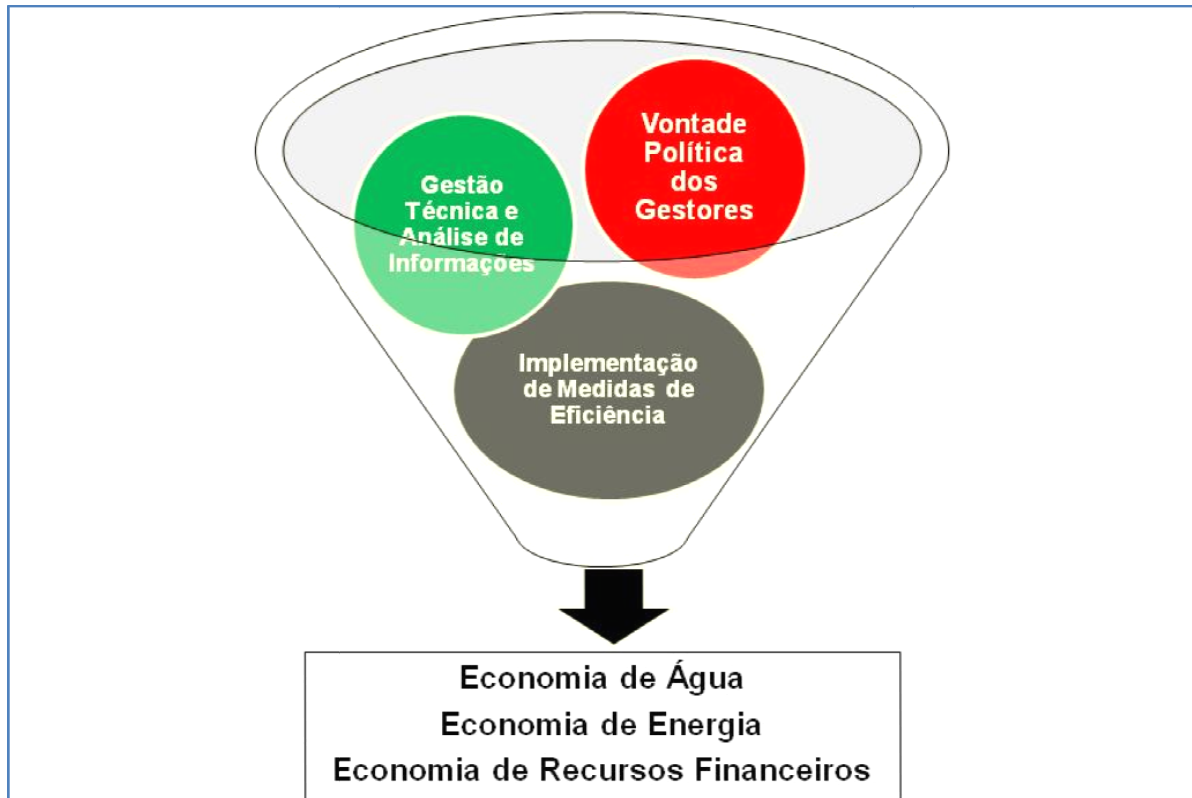 Vontade
Política
dos
Gestores
Gestão
Técnica e
Análise de
Informações
Implementação
de Medidas de
Eficiência
Economia de Água
Economia de Energia
Economia de Recursos Financeiros